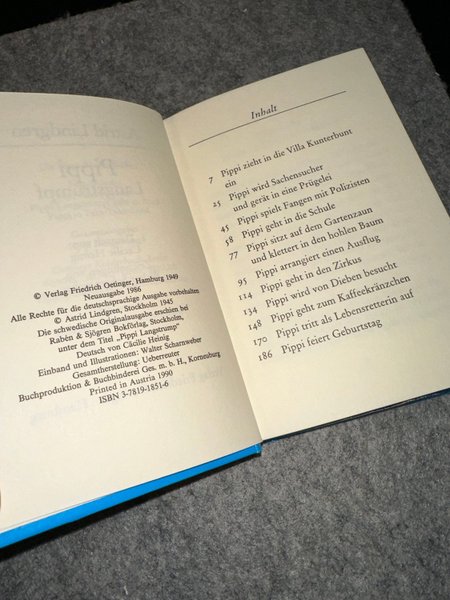 © Verlag Friedrich Oetinger, Hamburg 1949
Neuausgabe 1986
Alle Rechte für die deutschsprachige Ausgabe vorbehalten
© Astrid Lindgren, Stockholm 1945
Die schwedische Originalausgabe erschien bei
Rabén & Sjögren Bokförlag, Stockholm,
unter dem Titel „Pippi Langstrump"
Deutsch von Cäcilie Heinig
Einband und Illustrationen: Walter Scharnweber
Gesamtherstellung: Ueberreuter
Buchproduktion & Buchbinderei Ges. m. b. H., Korneuburg
Printed in Austria 1990
ISBN 3-7819-1851-6
Inhalt
7 Pippi zieht in die Villa Kunterbunt
ein
25 Pippi wird Sachensucher
und gerät in eine Prügelei
45 Pippi spielt Fangen mit Polizisten
58 Pippi geht in die Schule
77 Pippi sitzt auf dem Gartenzaun
und klettert in den hohlen Baum
95 Pippi arrangiert einen Ausflug
114 Pippi geht in den Zirkus
134 Pippi wird von Dieben besucht
148 Pippi geht zum Kaffeekränzchen
170 Pippi tritt als Lebensretterin auf
186 Pippi feiert Geburtstag